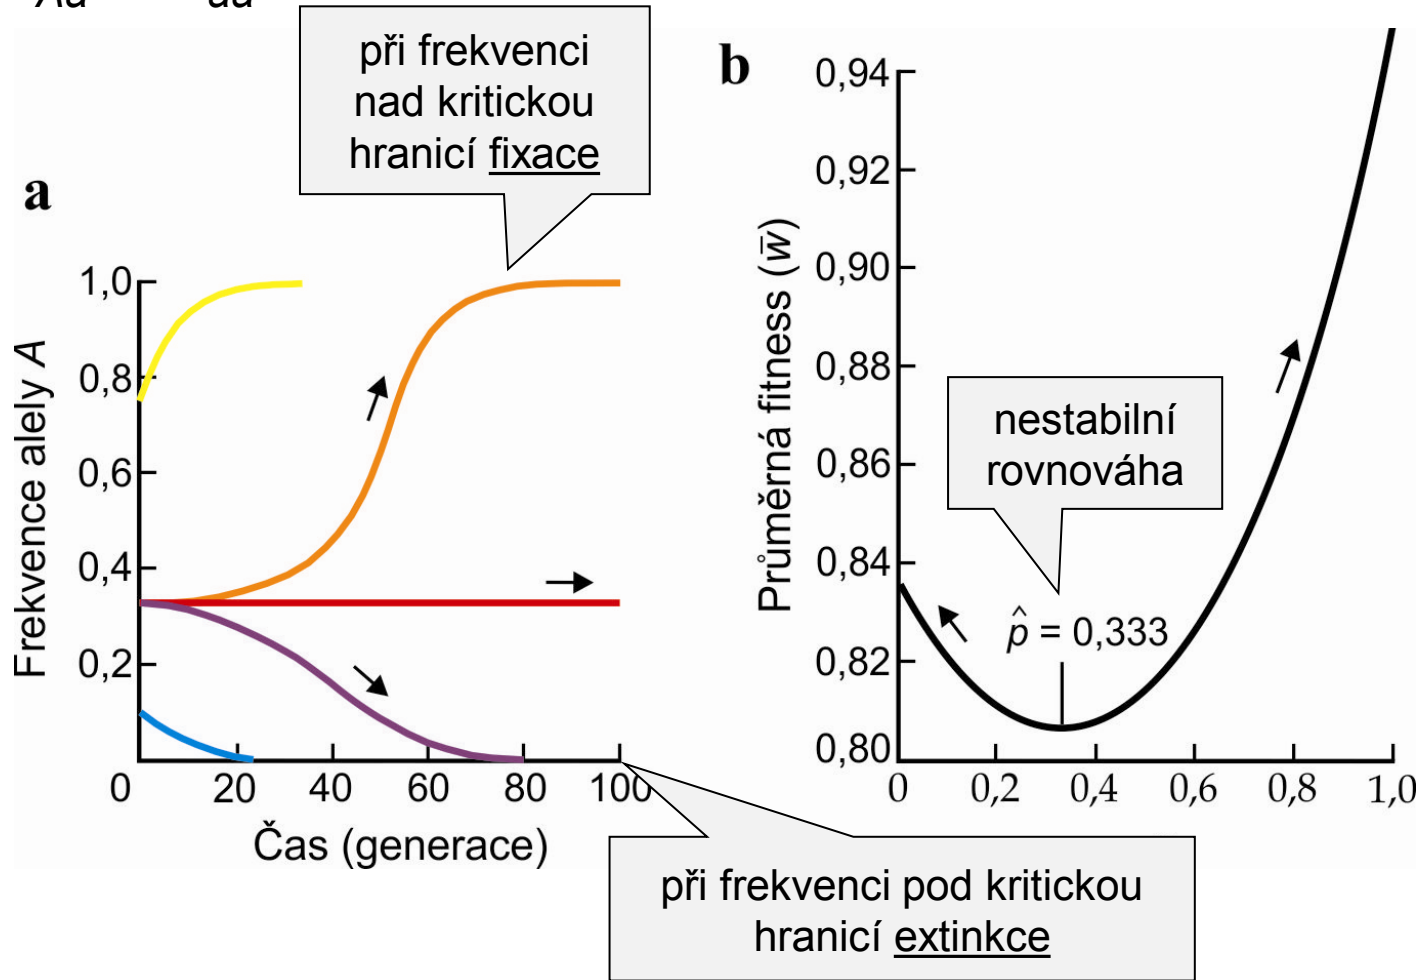 Aa aa
při frekvenci
nad kritickou
hranicí fixace
a
1,0
0,8
0,6
0,4
0,2
Frekvence alely A
0 20 40 60 80 100
Čas (generace)
b
0,94
0,92
0,90
0,88
0,86
0,84
0,82
0,80
Průměrná fitness (w̄)
nestabilní
rovnováha
p̂ = 0,333
0 0,2 0,4 0,6 0,8 1,0
při frekvenci pod kritickou
hranicí extinkce